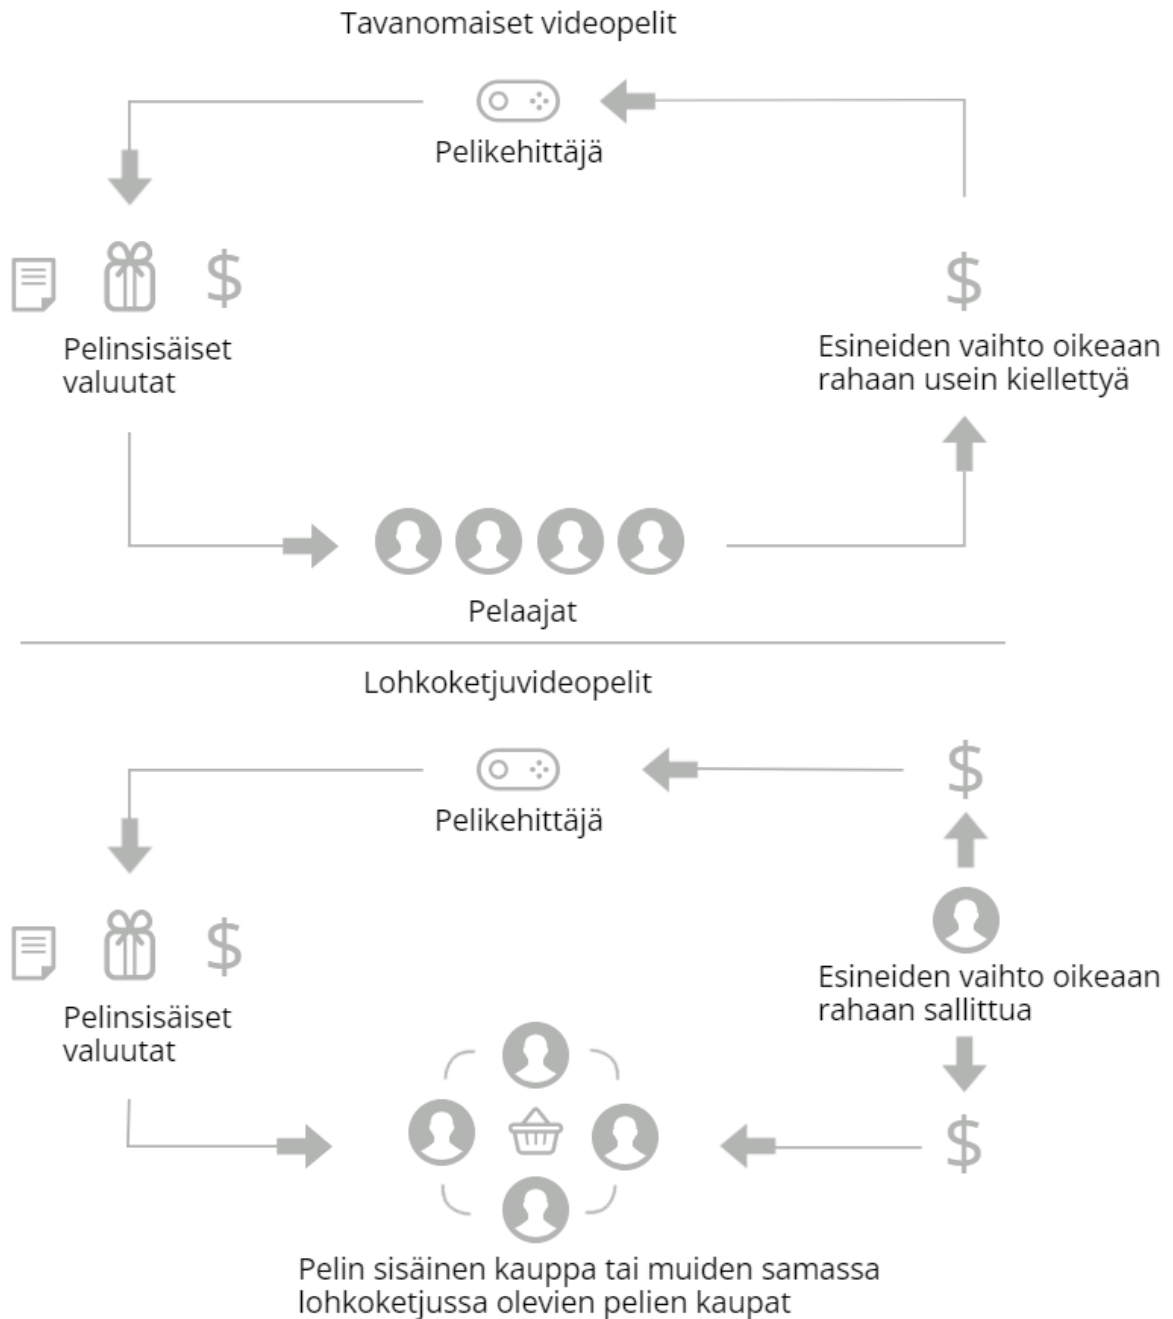 Tavanomaiset videopelit
Pelikehittäjä
$
$
Pelinsisäiset
valuutat
Esineiden vaihto oikeaan
rahaan usein kiellettyä
Pelaajat
Lohkoketjuvideopelit
$
Pelikehittäjä
$
Esineiden vaihto oikeaan
rahaan sallittua
Pelinsisäiset
valuutat
$
Pelin sisäinen kauppa tai muiden samassa
lohkoketjussa olevien pelien kaupat